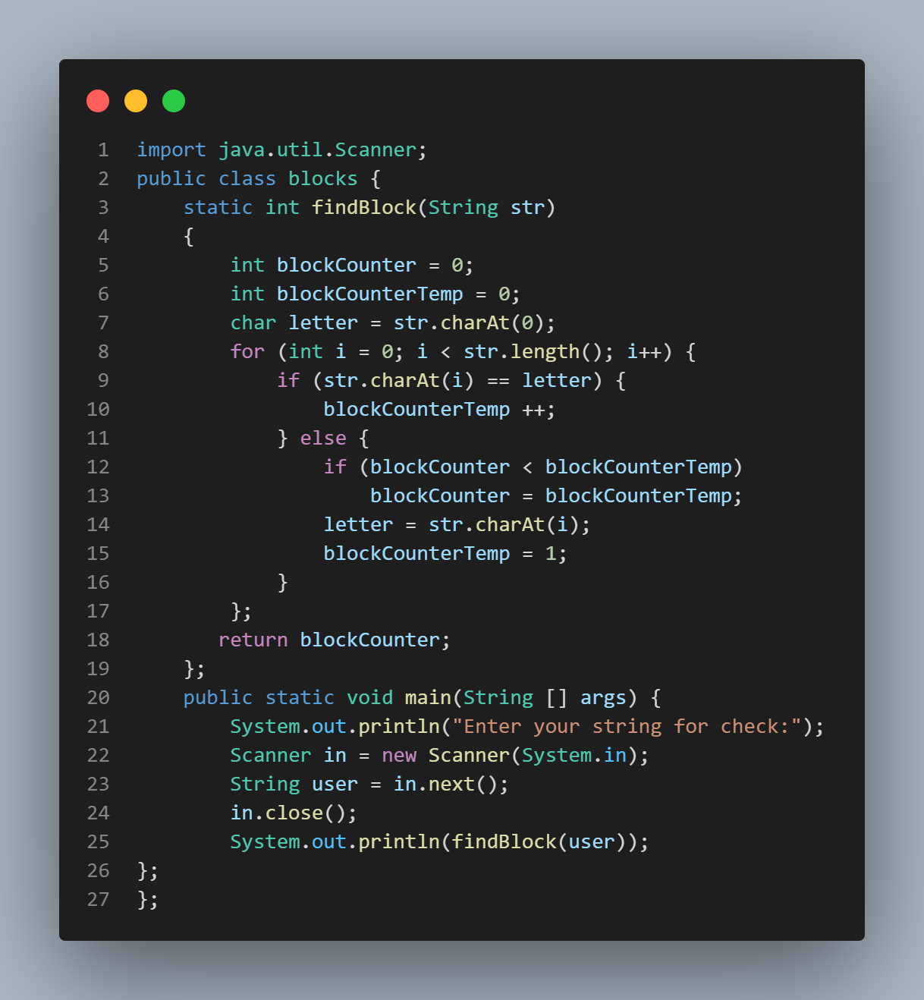 1 import java.util.Scanner;
2 public class blocks {
3     static int findBlock(String str)
4     {
5         int blockCounter = 0;
6         int blockCounterTemp = 0;
7         char letter = str.charAt(0);
8         for (int i = 0; i < str.length(); i++) {
9             if (str.charAt(i) == letter) {
10                 blockCounterTemp ++;
11             } else {
12                 if (blockCounter < blockCounterTemp)
13                     blockCounter = blockCounterTemp;
14                 letter = str.charAt(i);
15                 blockCounterTemp = 1;
16             }
17         };
18        return blockCounter;
19     };
20     public static void main(String [] args) {
21         System.out.println("Enter your string for check:");
22         Scanner in = new Scanner(System.in);
23         String user = in.next();
24         in.close();
25         System.out.println(findBlock(user));
26 };
27 };